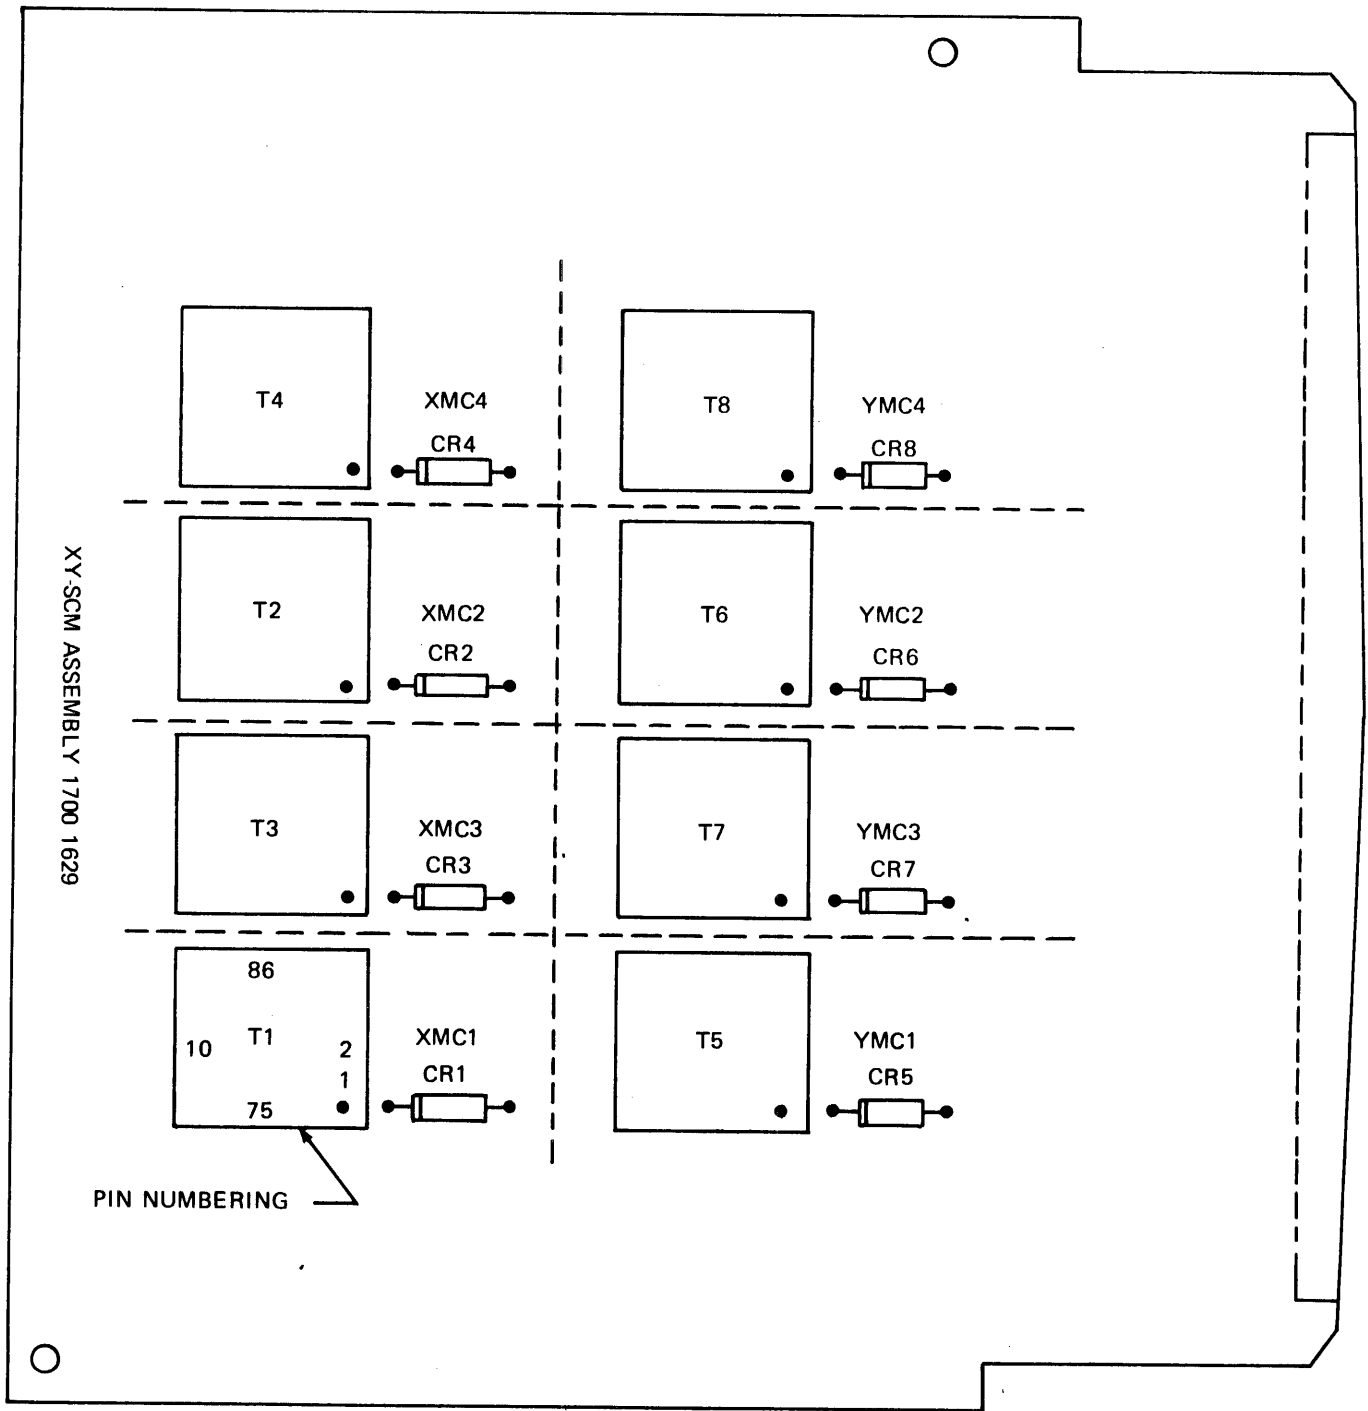 T4
XMC4
CR4
T8
YMC4
CR8
T2
XMC2
CR2
T6
YMC2
CR6
XY-SCM ASSEMBLY 1700 1629
T3
XMC3
CR3
T7
YMC3
CR7
86
10
T1
2
1
75
XMC1
CR1
T5
YMC1
CR5
PIN NUMBERING